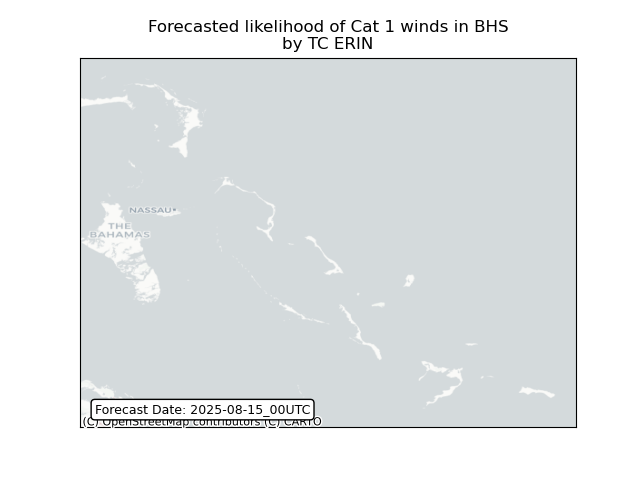 Forecasted likelihood of Cat 1 winds in BHS
by TC ERIN
NASSAU
THE
BAHAMAS
Forecast Date: 2025-08-15_00UTC
(C) OpenStreetMap contributors (C) CARTO